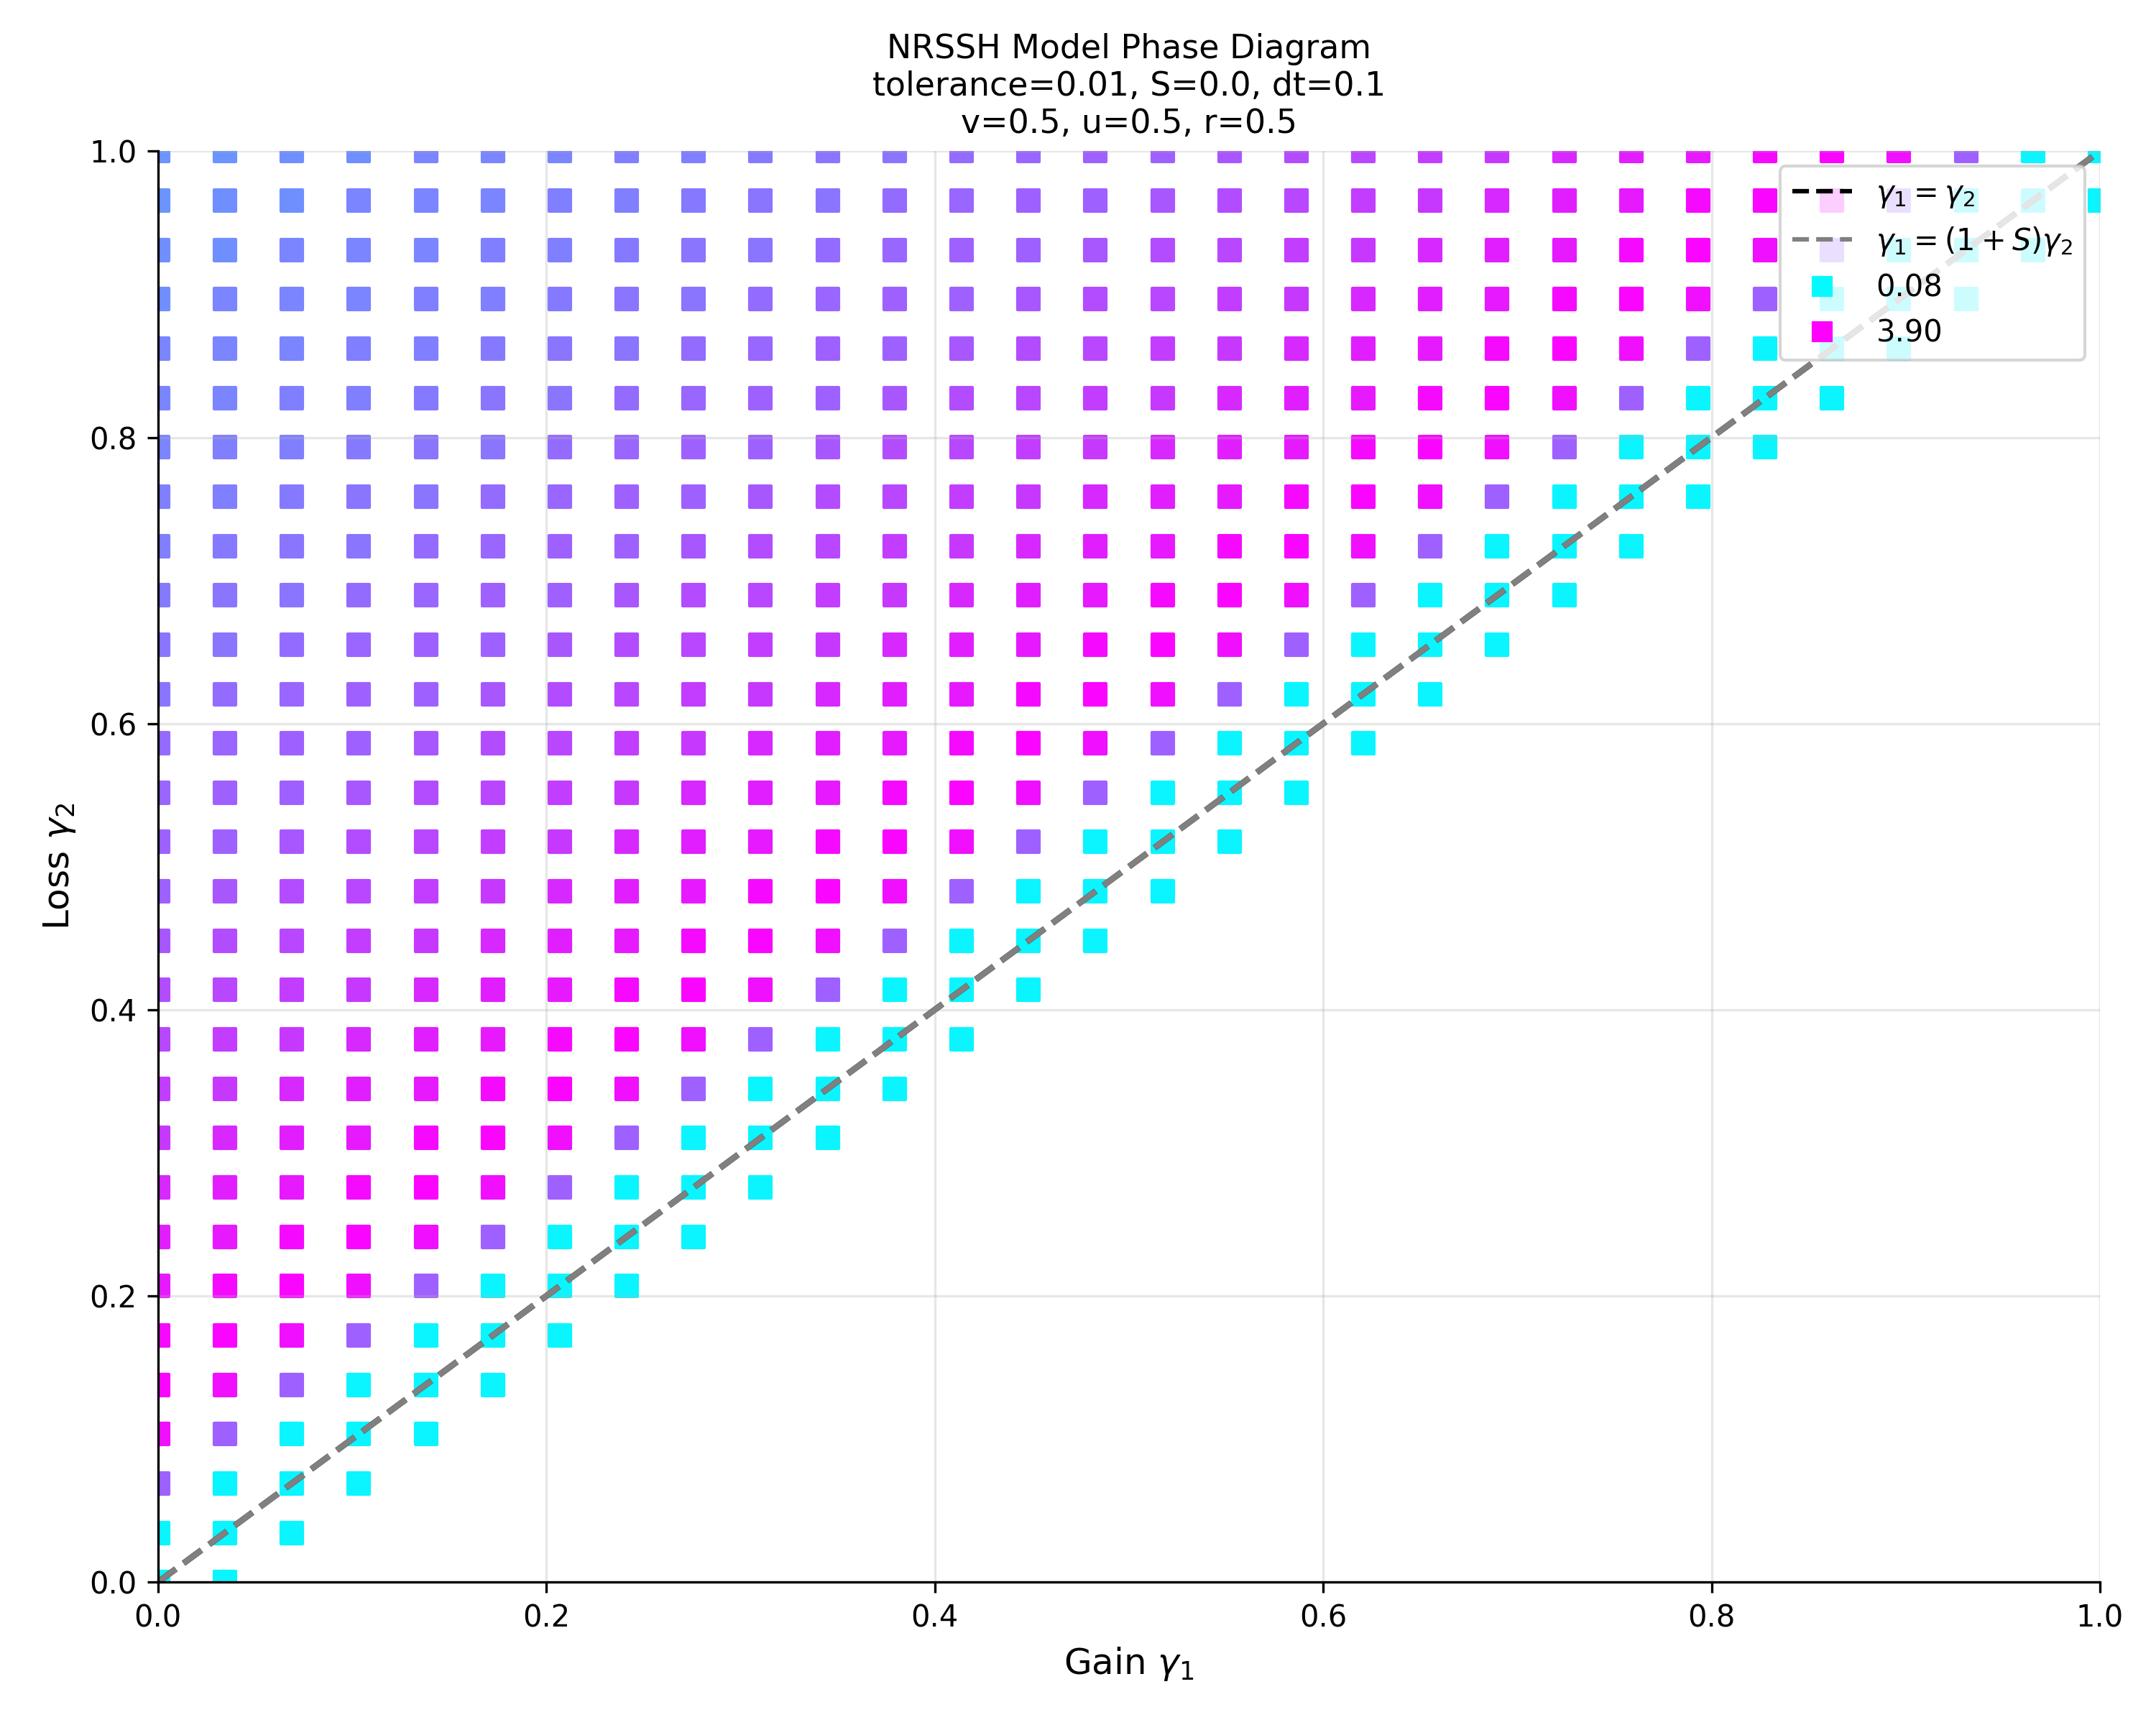 NRSSH Model Phase Diagram
tolerance=0.01, S=0.0, dt=0.1
v=0.5, u=0.5, r=0.5
γ₁ = γ₂
γ₁ = (1 + S)γ₂
0.08
3.90
Loss γ₂
1.0
0.8
0.6
0.4
0.2
0.0
0.0 0.2 0.4 0.6 0.8 1.0
Gain γ₁